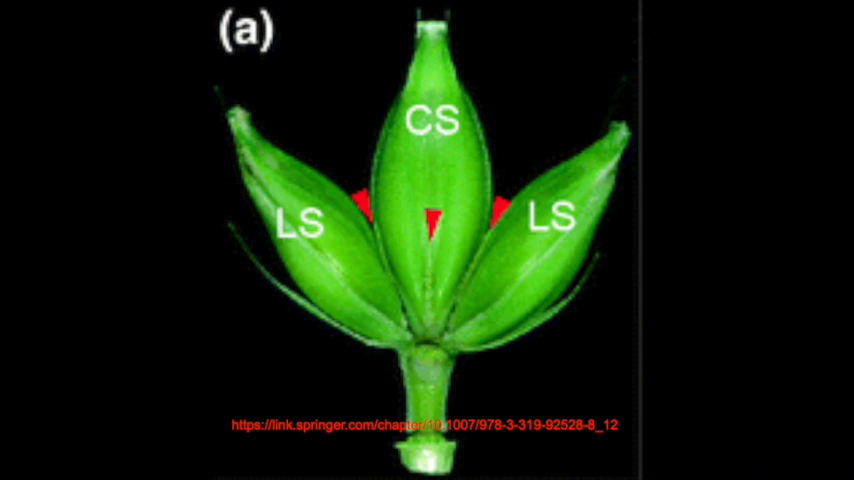 (a)
CS
LS
LS
https://link.springer.com/chapter/10.1007/978-3-319-92528-8_12